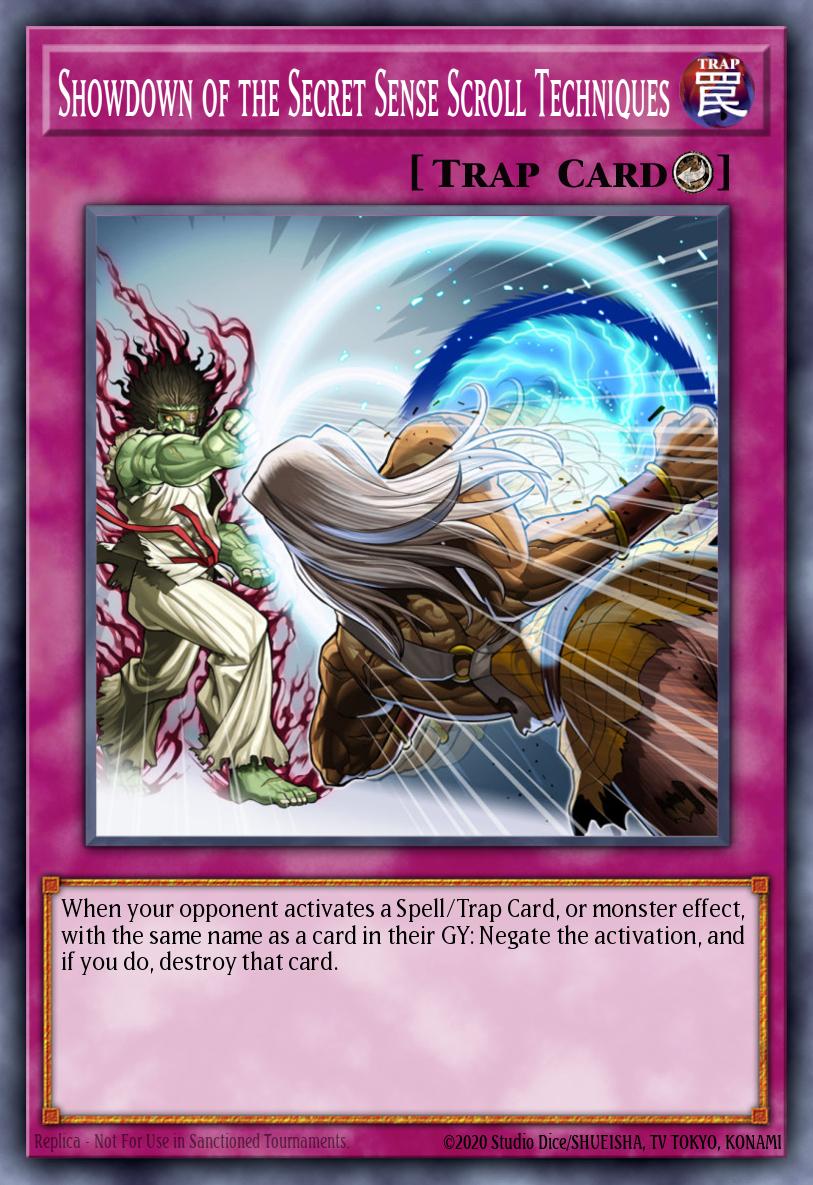 SHOWDOWN OF THE SECRET SENSE SCROLL TECHNIQUES
TRAP
罠
[TRAP CARD]
When your opponent activates a Spell/Trap Card, or monster effect,
with the same name as a card in their GY: Negate the activation, and
if you do, destroy that card.
Replica - Not For Use in Sanctioned Tournaments.
©2020 Studio Dice/SHUEISHA, TV TOKYO, KONAMI